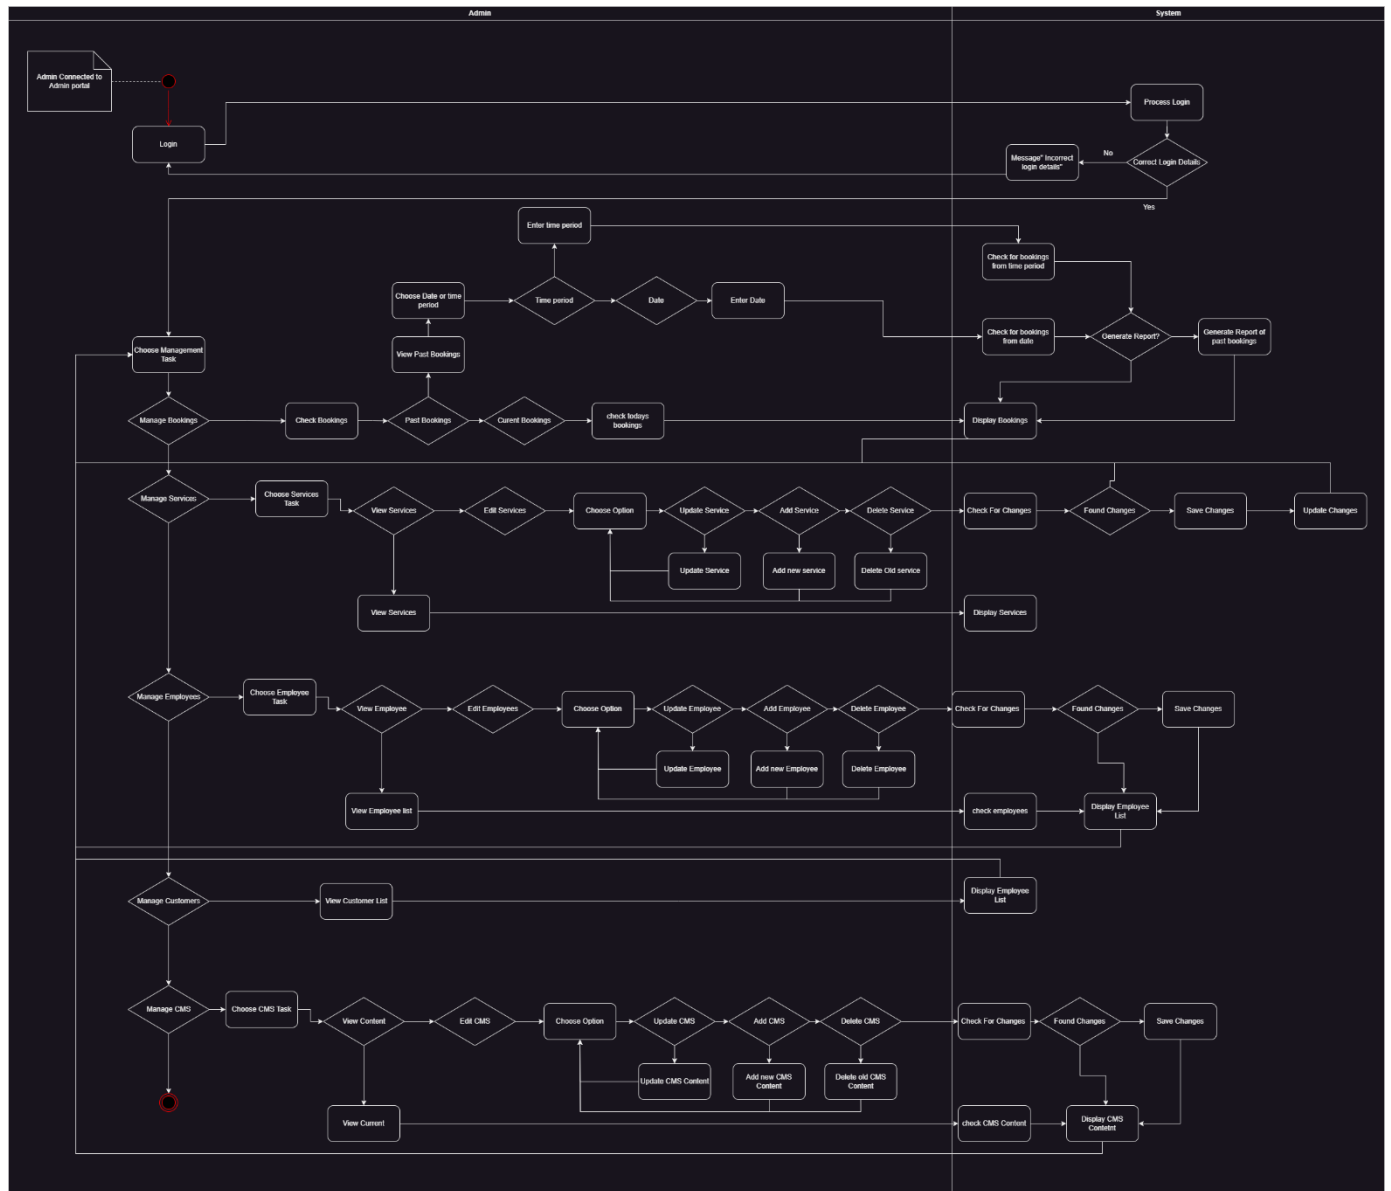 Admin
System
Admin Connected to
Admin portal
Process Login
Login
Message" Incorrect
login details"
No
Correct Login Details
Yes
Enter time period
Check for bookings
from time period
Choose Date or time
period
Time period
Date
Enter Date
Check for bookings
from date
Generate Report?
Generate Report of
past bookings
Choose Management
Task
View Past Bookings
Manage Bookings
Check Bookings
Past Bookings
Curent Bookings
check todays
bookings
Display Bookings
Manage Services
Choose Services
Task
View Services
Edit Services
Choose Option
Update Service
Add Service
Delete Service
Check For Changes
Found Changes
Save Changes
Update Changes
Update Service
Add new service
Delete Old service
View Services
Display Services
Manage Employees
Choose Employee
Task
View Employee
Edit Employees
Choose Option
Update Employee
Add Employee
Delete Employee
Check For Changes
Found Changes
Save Changes
Update Employee
Add new Employee
Delete Employee
View Employee list
check employees
Display Employee
List
Manage Customers
View Customer List
Display Employee
List
Manage CMS
Choose CMS Task
View Content
Edit CMS
Choose Option
Update CMS
Add CMS
Delete CMS
Check For Changes
Found Changes
Save Changes
Update CMS Content
Add new CMS
Content
Delete old CMS
Content
View Current
check CMS Content
Display CMS
Contetnt